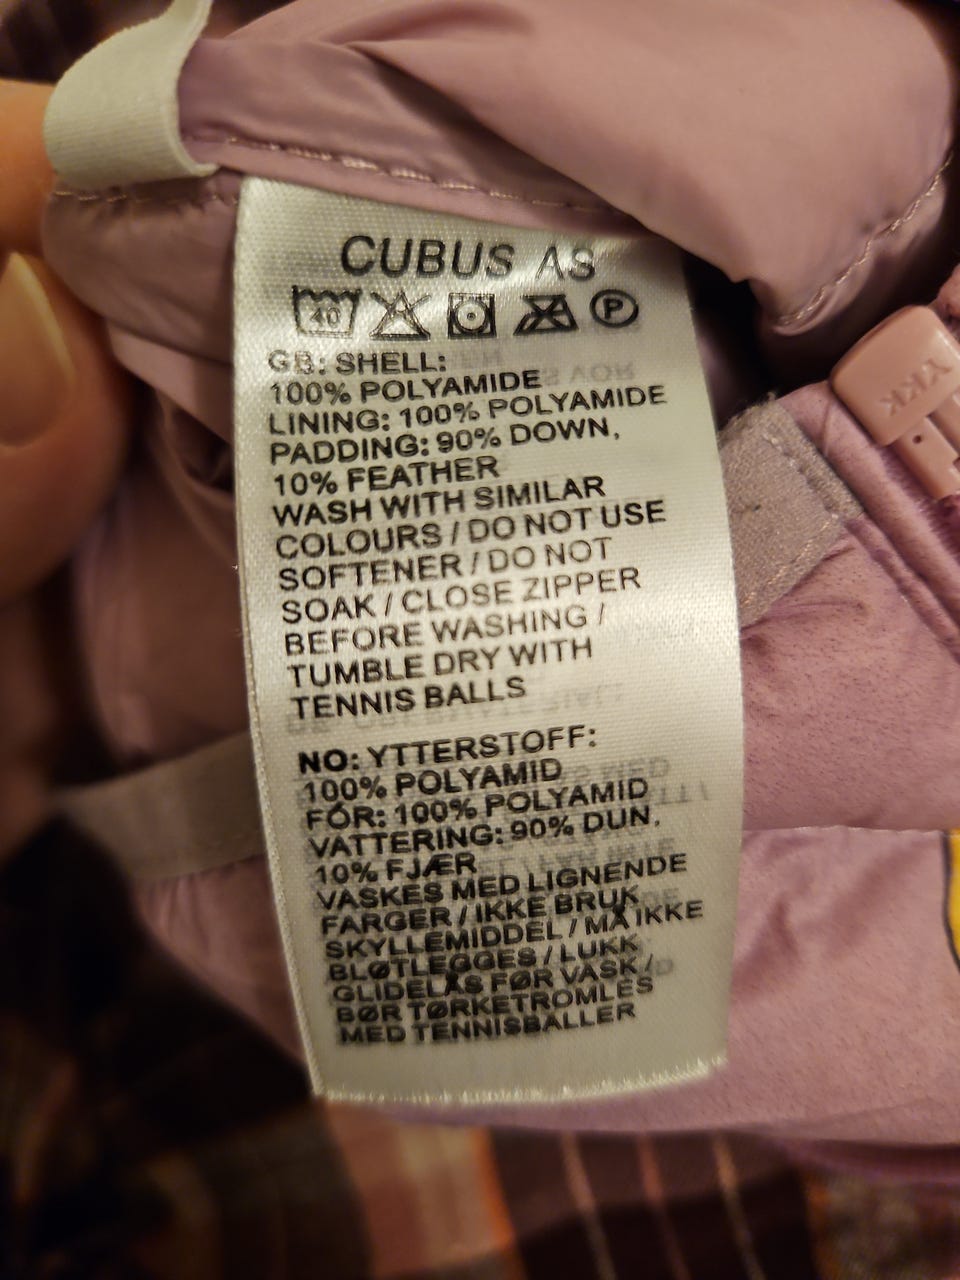 CUBUS AS
40 P
GB: SHELL:
100% POLYAMIDE
LINING: 100% POLYAMIDE
PADDING: 90% DOWN,
10% FEATHER
WASH WITH SIMILAR
COLOURS / DO NOT USE
SOFTENER / DO NOT
SOAK / CLOSE ZIPPER
BEFORE WASHING /
TUMBLE DRY WITH
TENNIS BALLS
NO: YTTERSTOFF:
100% POLYAMID
FÓR: 100% POLYAMID
VATTERING: 90% DUN,
10% FJÆR
VASKES MED LIGNENDE
FARGER / IKKE BRUK
SKYLLEMIDDEL / MÅ IKKE
BLØTLEGGES / LUKK
GLIDELÅS FØR VASK /
BØR TØRKETROMLES
MED TENNISBALLER
YKK